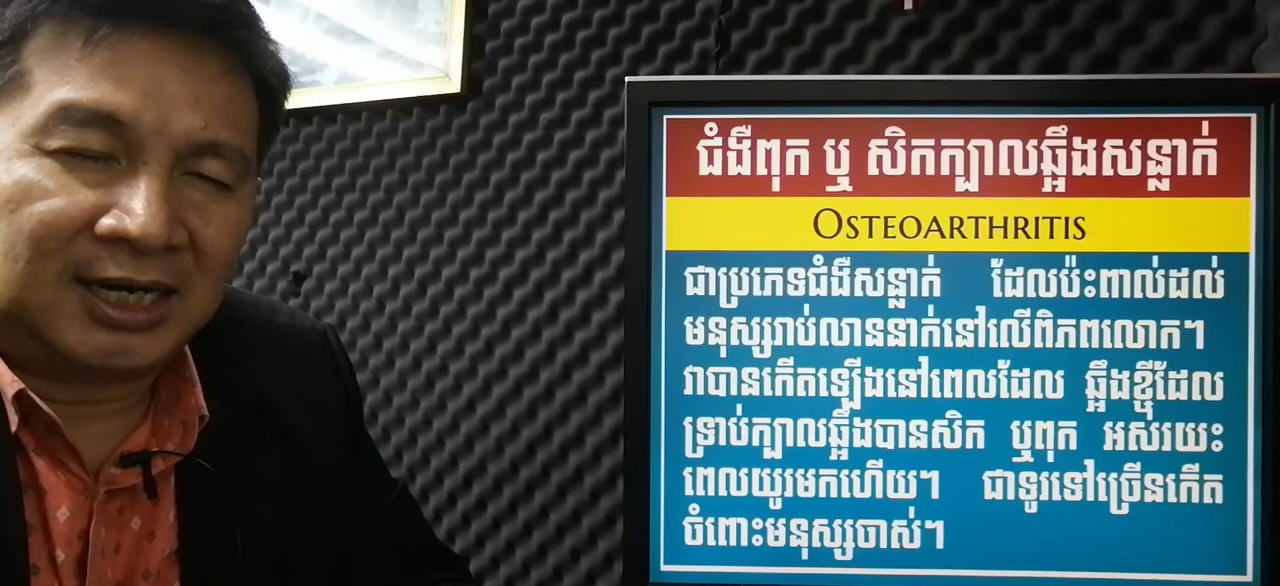 ជំងឺពុក ឬ សិកក្បាលឆ្អឹងសន្លាក់
OSTEOARTHRITIS
ជាប្រភេទជំងឺសន្លាក់ ដែលប៉ះពាល់ដល់
មនុស្សរាប់លាននាក់នៅលើពិភពលោក។
វាបានកើតឡើងនៅពេលដែល ឆ្អឹងខ្ចីដែល
ទ្រាប់ក្បាលឆ្អឹងបានសិក ឬពុក អស់រយះ
ពេលយូរមកហើយ។ ជាទូរទៅច្រើនកើត
ចំពោះមនុស្សចាស់។